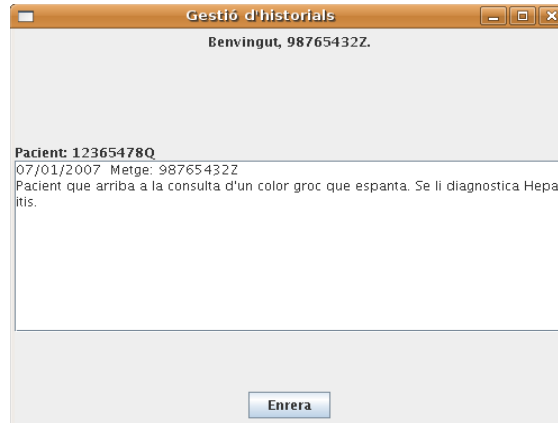 Gestió d'historials
Benvingut, 98765432Z.
Pacient: 12365478Q
07/01/2007 Metge: 98765432Z
Pacient que arriba a la consulta d'un color groc que espanta. Se li diagnostica Hepa
itis.
Enrera